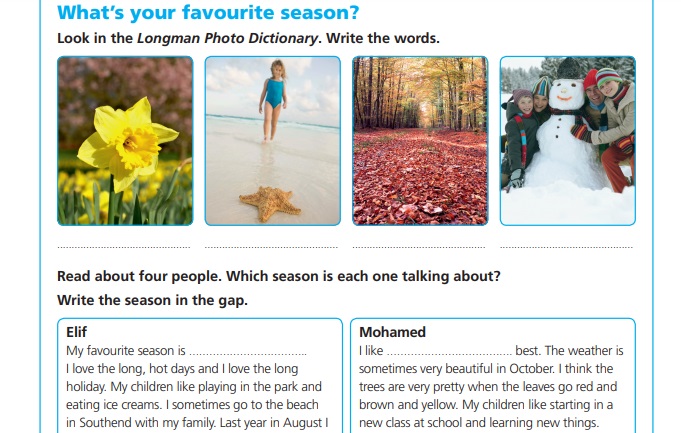 What's your favourite season?
Look in the Longman Photo Dictionary. Write the words.
Read about four people. Which season is each one talking about?
Write the season in the gap.
Elif
My favourite season is ....................................
I love the long, hot days and I love the long
holiday. My children like playing in the park and
eating ice creams. I sometimes go to the beach
in Southend with my family. Last year in August I
Mohamed
I like ...................................... best. The weather is
sometimes very beautiful in October. I think the
trees are very pretty when the leaves go red and
brown and yellow. My children like starting in a
new class at school and learning new things.